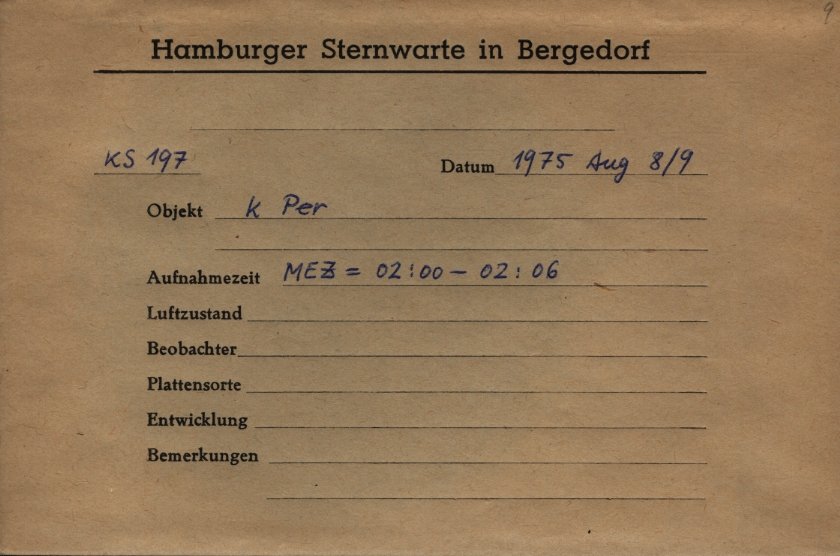 9
Hamburger Sternwarte in Bergedorf
KS 197 Datum 1975 Aug 8/9
Objekt k Per
Aufnahmezeit MEZ = 02:00 - 02:06
Luftzustand
Beobachter
Plattensorte
Entwicklung
Bemerkungen